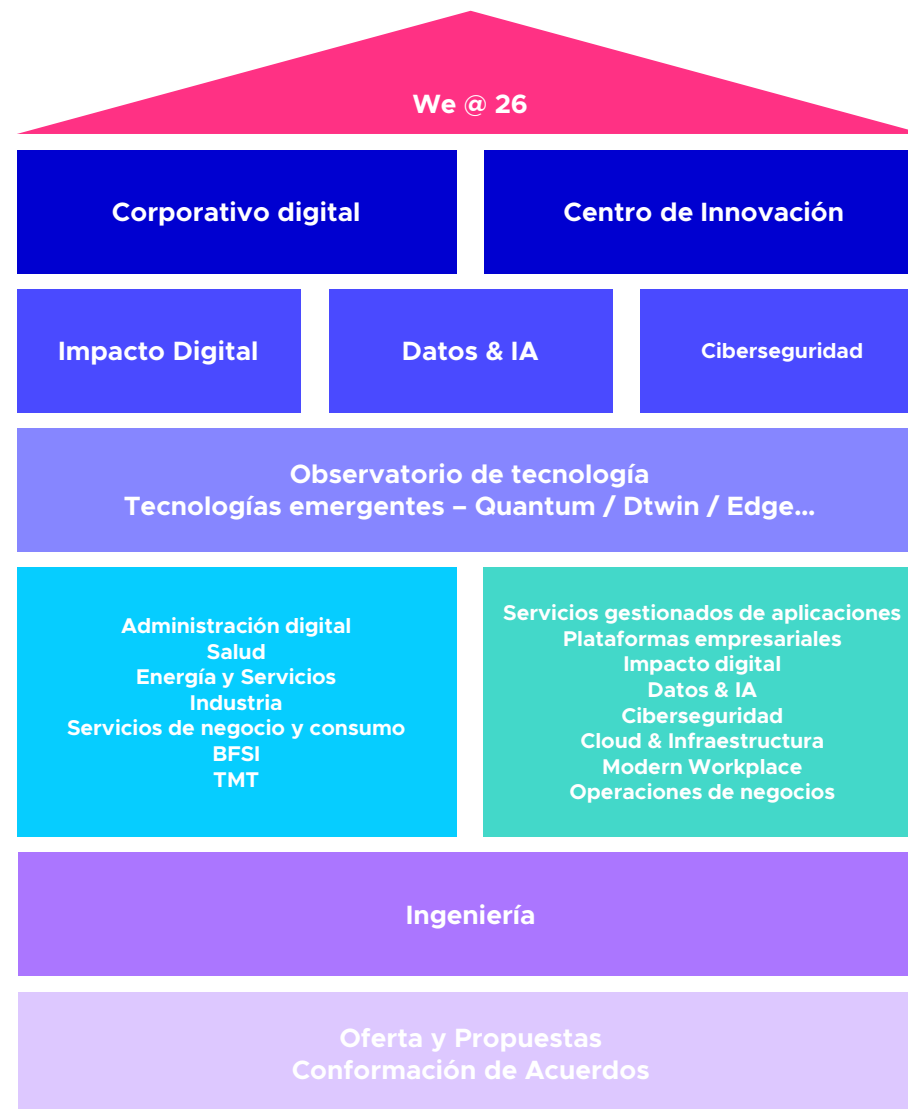 We @ 26
Corporativo digital
Centro de Innovación
Impacto Digital
Datos & IA
Ciberseguridad
Observatorio de tecnología
Tecnologías emergentes – Quantum / Dtwin / Edge...
Administración digital
Salud
Energía y Servicios
Industria
Servicios de negocio y consumo
BFSI
TMT
Servicios gestionados de aplicaciones
Plataformas empresariales
Impacto digital
Datos & IA
Ciberseguridad
Cloud & Infraestructura
Modern Workplace
Operaciones de negocios
Ingeniería
Oferta y Propuestas
Conformación de Acuerdos